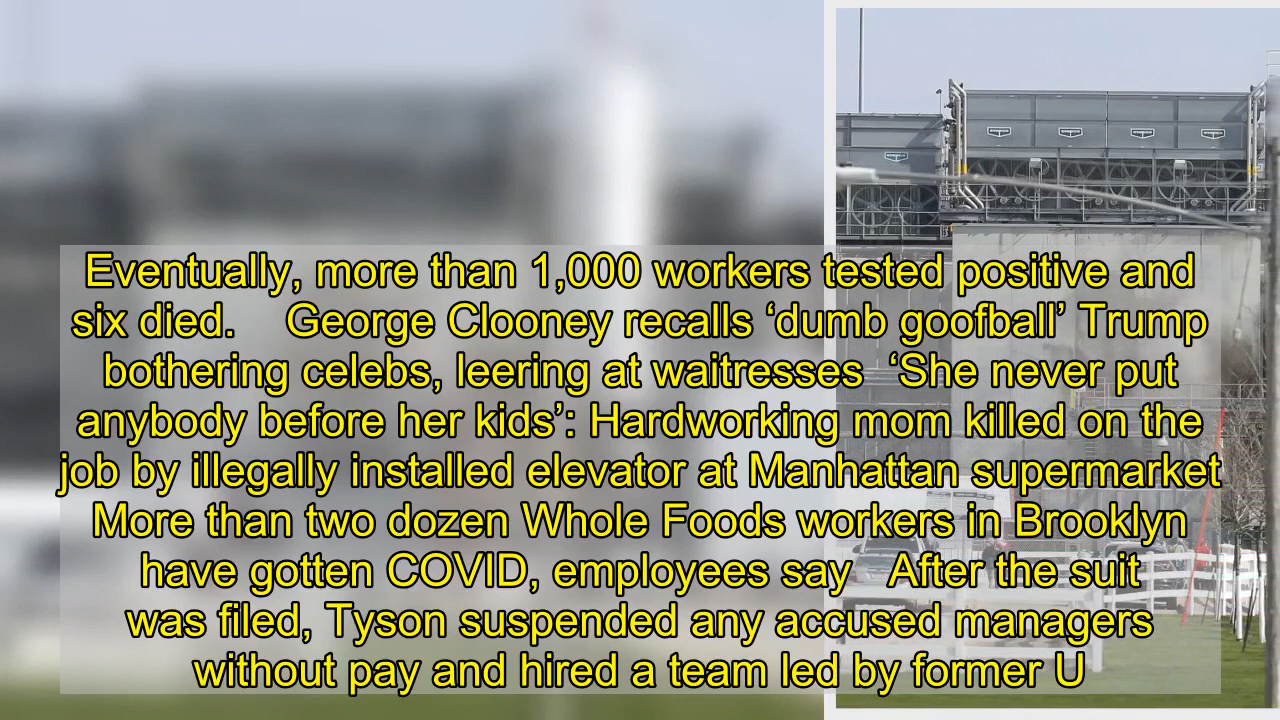 Eventually, more than 1,000 workers tested positive and
six died. George Clooney recalls ‘dumb goofball’ Trump
bothering celebs, leering at waitresses ‘She never put
anybody before her kids’: Hardworking mom killed on the
job by illegally installed elevator at Manhattan supermarket
More than two dozen Whole Foods workers in Brooklyn
have gotten COVID, employees say After the suit
was filed, Tyson suspended any accused managers
without pay and hired a team led by former U